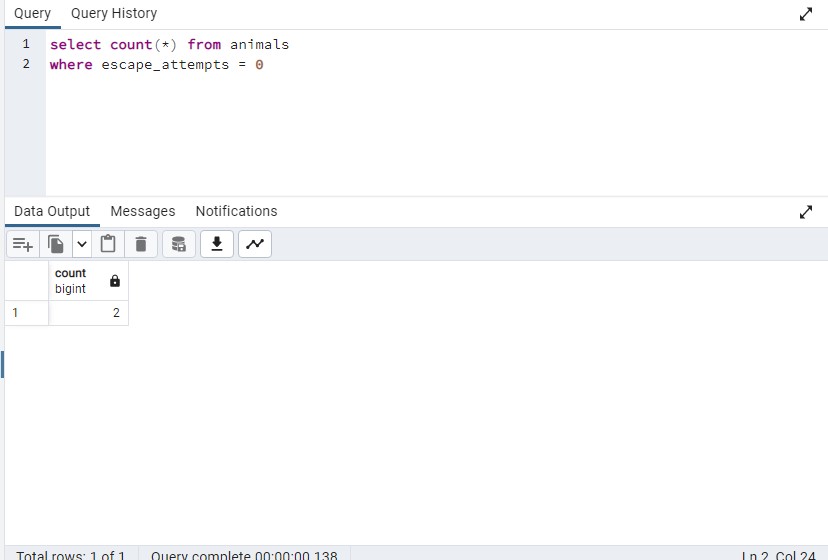 Query Query History
1 select count(*) from animals
2 where escape_attempts = 0
Data Output Messages Notifications
count
bigint
1 2
Total rows: 1 of 1 Query complete 00:00:00.138 Ln 2, Col 24